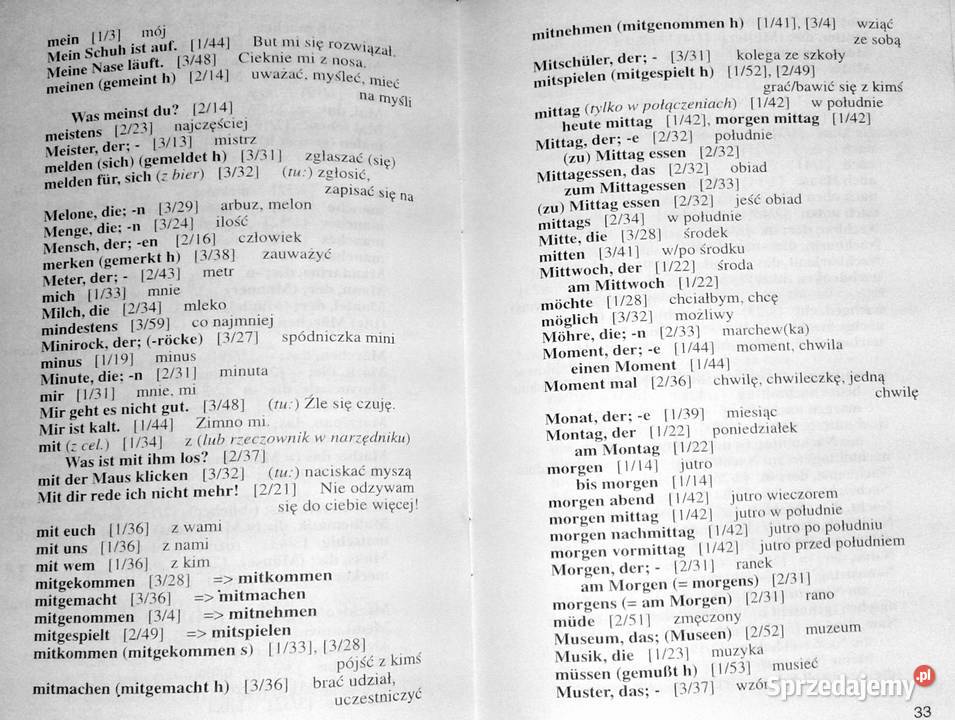 mein [1/3] mój
Mein Schuh ist auf. [1/44] But mi się rozwiązał.
Meine Nase läuft. [3/48] Cieknie mi z nosa.
meinen (gemeint h) [2/14] uważać, myśleć, mieć
na myśli
Was meinst du? [2/14]
meistens [2/23] najczęściej
Meister, der; - [3/13] mistrz
melden (sich) (gemeldet h) [3/31] zgłaszać (się)
melden für, sich (z bier) [3/32] (tu:) zgłosić,
zapisać się na
Melone, die; -n [3/29] arbuz, melon
Menge, die; -n [3/24] ilość
Mensch, der; -en [2/16] człowiek
merken (gemerkt h) [3/38] zauważyć
Meter, der; - [2/43] metr
mich [1/33] mnie
Milch, die [2/34] mleko
mindestens [3/59] co najmniej
Minirock, der; (-röcke) [3/27] spódniczka mini
minus [1/19] minus
Minute, die; -n [2/31] minuta
mir [1/31] mnie, mi
Mir geht es nicht gut. [3/48] (tu:) Źle się czuję.
Mir ist kalt. [1/44] Zimno mi.
mit (z cel.) [1/34] z (lub rzeczownik w narzędniku)
Was ist mit ihm los? [2/37]
mit der Maus klicken [3/32] (tu:) naciskać myszą
Mit dir rede ich nicht mehr! [2/21] Nie odzywam
się do ciebie więcej!
mit euch [1/36] z wami
mit uns [1/36] z nami
mit wem [1/36] z kim
mitgekommen [3/28] => mitkommen
mitgemacht [3/36] => mitmachen
mitgenommen [3/4] => mitnehmen
mitgespielt [2/49] => mitspielen
mitkommen (mitgekommen s) [1/33], [3/28]
pójść z kimś
mitmachen (mitgemacht h) [3/36] brać udział,
uczestniczyć
mitnehmen (mitgenommen h) [1/41], [3/4] wziąć
ze sobą
Mitschüler, der; - [3/31] kolega ze szkoły
mitspielen (mitgespielt h) [1/52], [2/49]
grać/bawić się z kimś
mittag (tylko w połączeniach) [1/42] w południe
heute mittag [1/42], morgen mittag [1/42]
Mittag, der; -e [2/32] południe
(zu) Mittag essen [2/32]
Mittagessen, das [2/32] obiad
zum Mittagessen [2/33]
(zu) Mittag essen [2/32] jeść obiad
mittags [2/34] w południe
Mitte, die [3/28] środek
mitten [3/41] w/po środku
Mittwoch, der [1/22] środa
am Mittwoch [1/22]
möchte [1/28] chciałbym, chcę
möglich [3/32] możliwy
Möhre, die; -n [2/33] marchew(ka)
Moment, der; -e [1/44] moment, chwila
einen Moment [1/44]
Moment mal [2/36] chwilę, chwileczkę, jedną
chwilę
Monat, der; -e [1/39] miesiąc
Montag, der [1/22] poniedziałek
am Montag [1/22]
morgen [1/14] jutro
bis morgen [1/14]
morgen abend [1/42] jutro wieczorem
morgen mittag [1/42] jutro w południe
morgen nachmittag [1/42] jutro po południu
morgen vormittag [1/42] jutro przed południem
Morgen, der; - [2/31] ranek
am Morgen (= morgens) [2/31]
morgens (= am Morgen) [2/31] rano
müde [2/51] zmęczony
Museum, das; (Museen) [2/52] muzeum
Musik, die [1/23] muzyka
müssen (gemußt h) [1/53] musieć
Muster, das; - [3/37] wzór
Sprzedajemy.pl
33